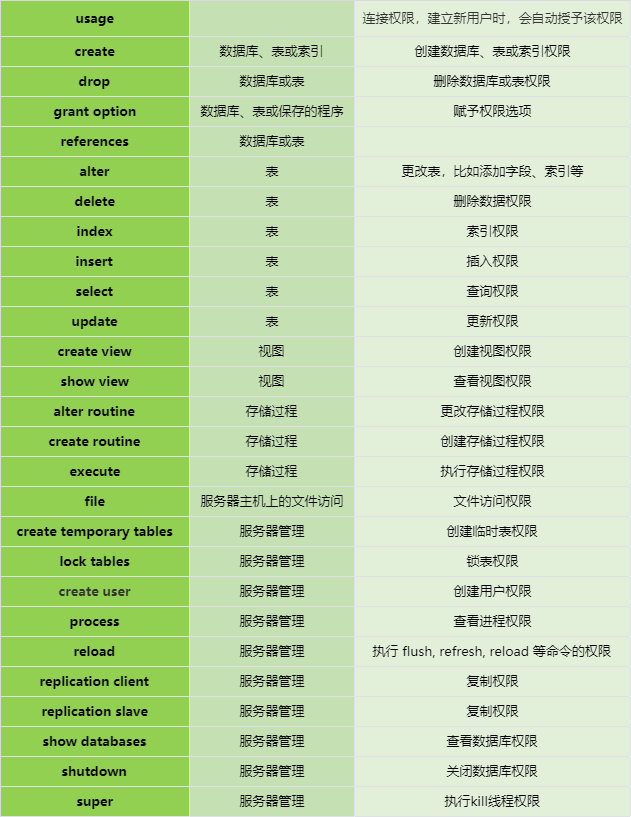 usage 连接权限，建立新用户时，会自动授予该权限
create 数据库、表或索引 创建数据库、表或索引权限
drop 数据库或表 删除数据库或表权限
grant option 数据库、表或保存的程序 赋予权限选项
references 数据库或表
alter 表 更改表，比如添加字段、索引等
delete 表 删除数据权限
index 表 索引权限
insert 表 插入权限
select 表 查询权限
update 表 更新权限
create view 视图 创建视图权限
show view 视图 查看视图权限
alter routine 存储过程 更改存储过程权限
create routine 存储过程 创建存储过程权限
execute 存储过程 执行存储过程权限
file 服务器主机上的文件访问 文件访问权限
create temporary tables 服务器管理 创建临时表权限
lock tables 服务器管理 锁表权限
create user 服务器管理 创建用户权限
process 服务器管理 查看进程权限
reload 服务器管理 执行 flush, refresh, reload 等命令的权限
replication client 服务器管理 复制权限
replication slave 服务器管理 复制权限
show databases 服务器管理 查看数据库权限
shutdown 服务器管理 关闭数据库权限
super 服务器管理 执行kill线程权限